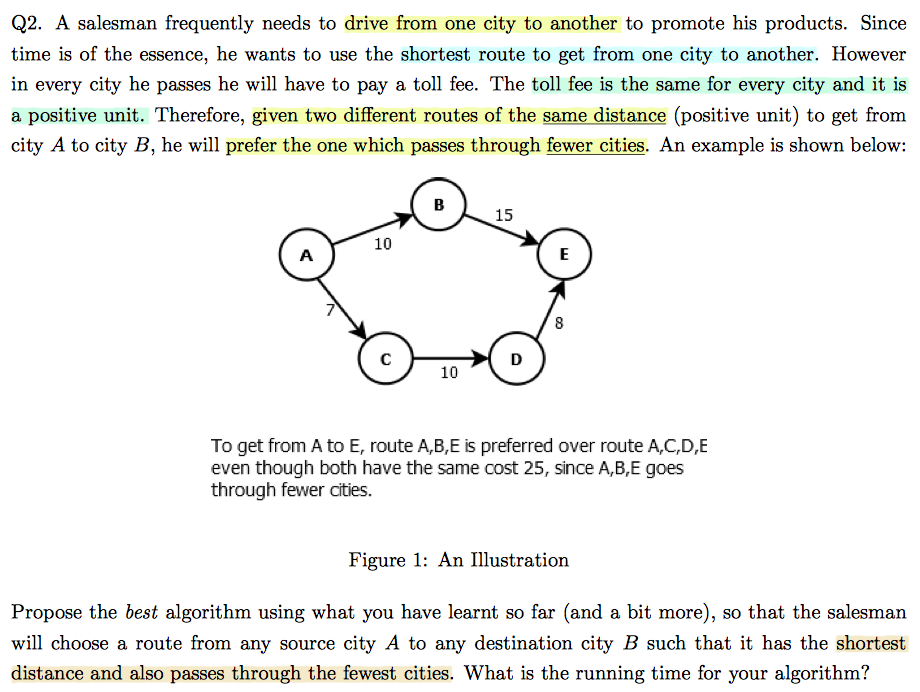 Q2. A salesman frequently needs to drive from one city to another to promote his products. Since
time is of the essence, he wants to use the shortest route to get from one city to another. However
in every city he passes he will have to pay a toll fee. The toll fee is the same for every city and it is
a positive unit. Therefore, given two different routes of the same distance (positive unit) to get from
city A to city B, he will prefer the one which passes through fewer cities. An example is shown below:
B
15
10
A
E
7
8
C
D
10
To get from A to E, route A,B,E is preferred over route A,C,D,E
even though both have the same cost 25, since A,B,E goes
through fewer cities.
Figure 1: An Illustration
Propose the best algorithm using what you have learnt so far (and a bit more), so that the salesman
will choose a route from any source city A to any destination city B such that it has the shortest
distance and also passes through the fewest cities. What is the running time for your algorithm?